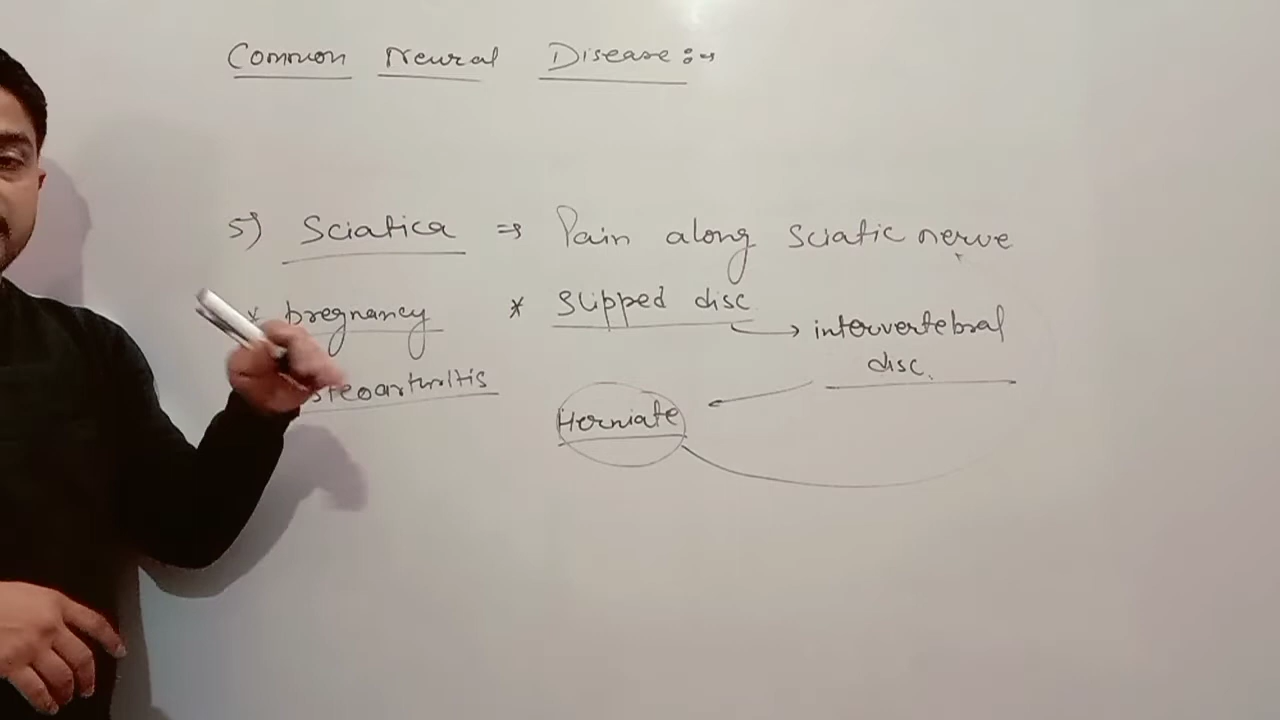 Common Neural Disease :→
5) Sciatica ⇒ Pain along sciatic nerve
* pregnancy * Slipped disc → intervertebral
disc.
Herniate